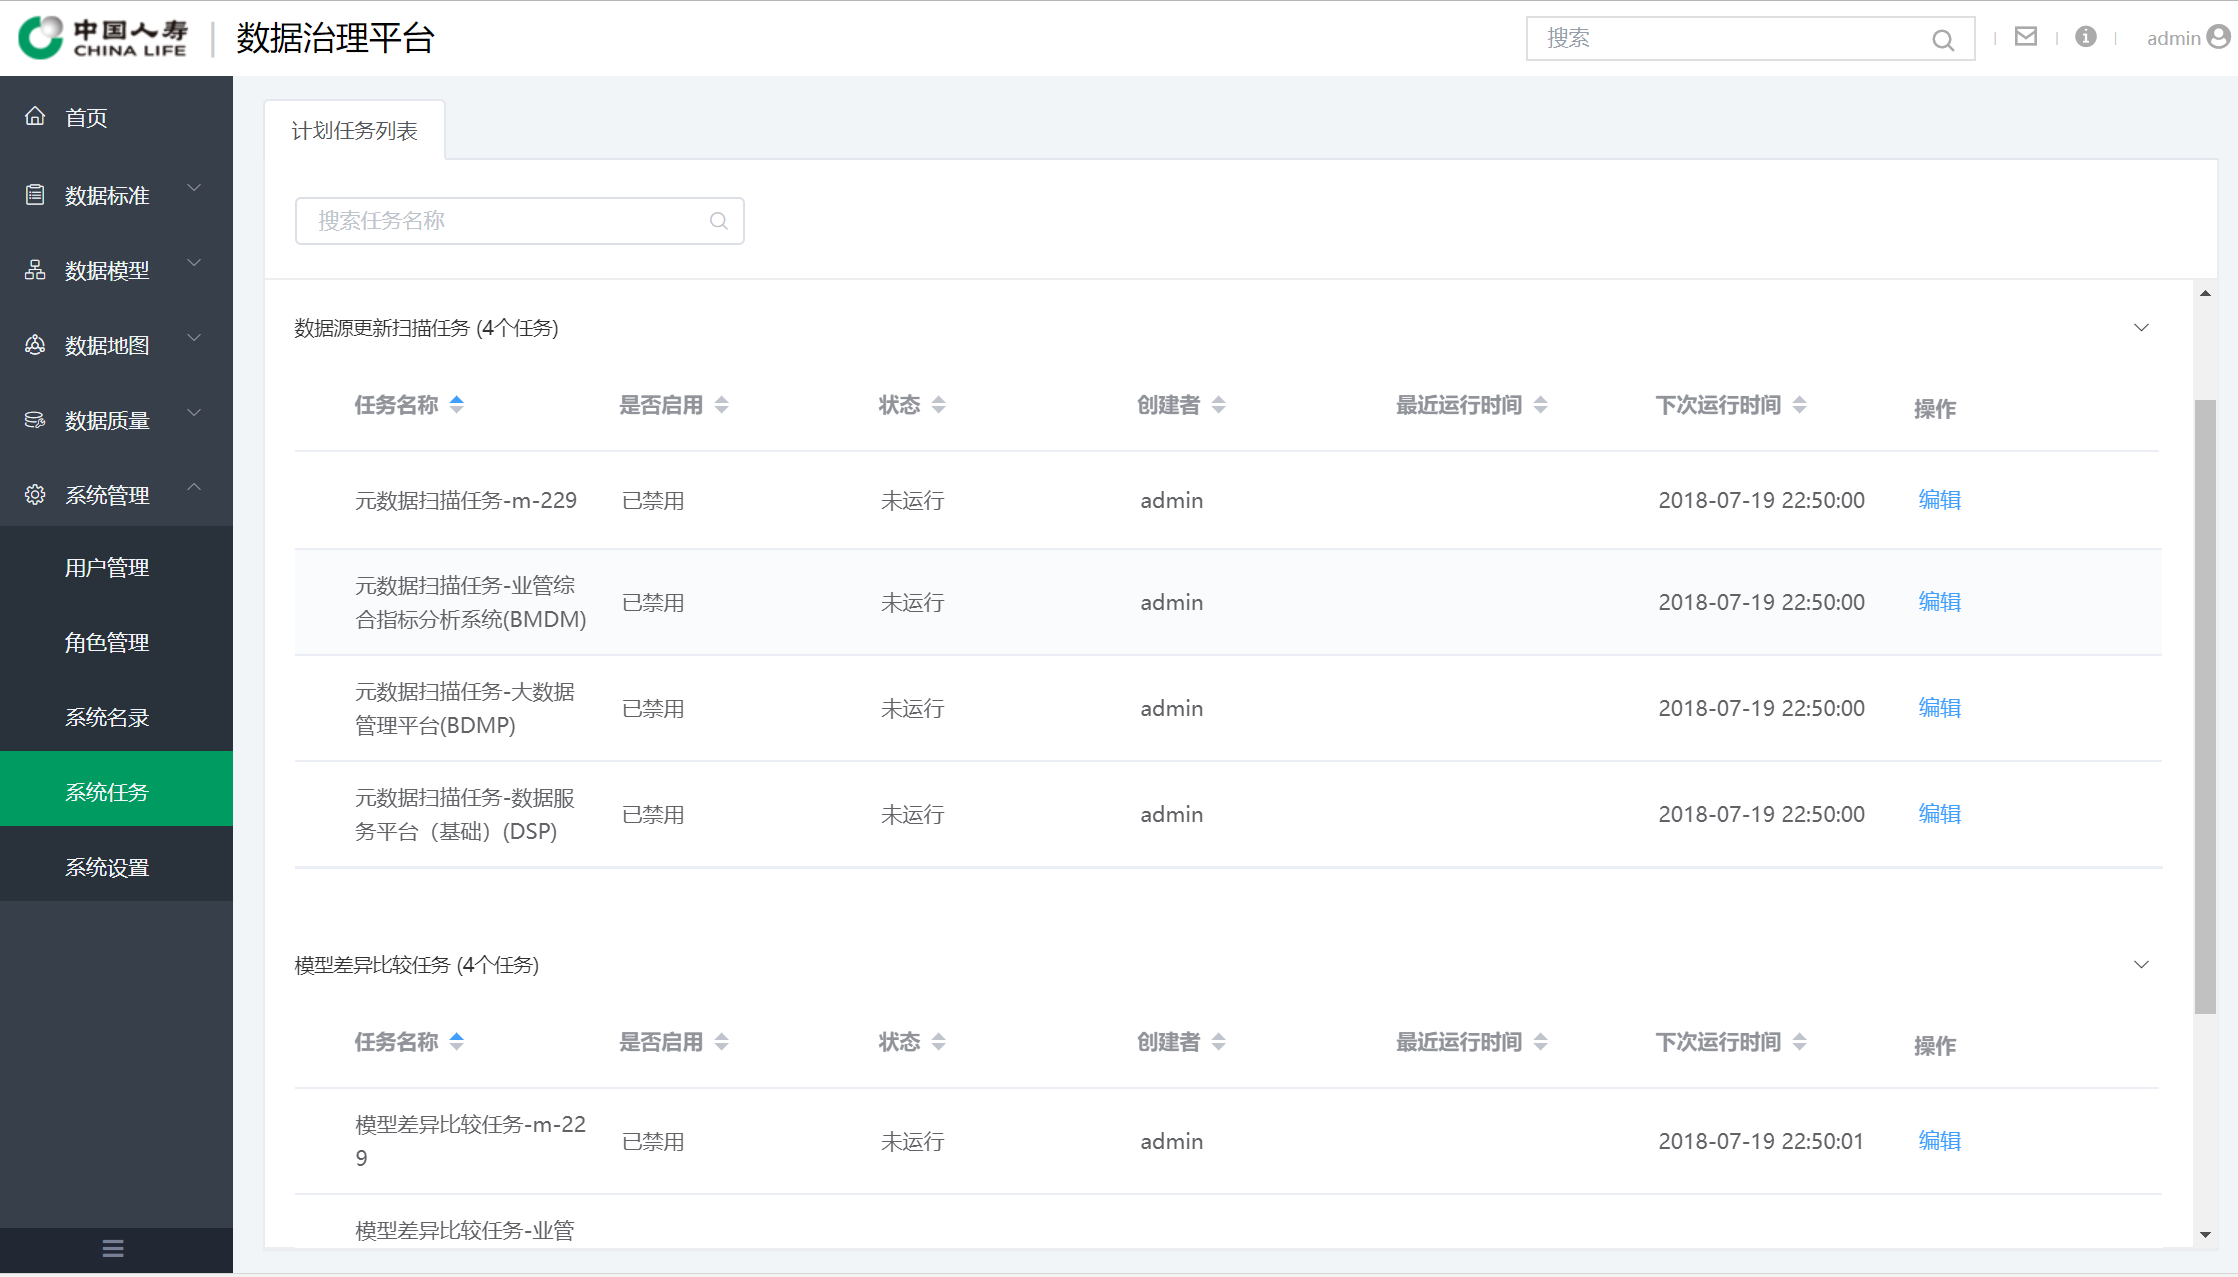 中国人寿
CHINA LIFE
数据治理平台
搜索
admin
首页
数据标准
数据模型
数据地图
数据质量
系统管理
用户管理
角色管理
系统名录
系统任务
系统设置
计划任务列表
搜索任务名称
数据源更新扫描任务 (4个任务)
任务名称 是否启用 状态 创建者 最近运行时间 下次运行时间 操作
元数据扫描任务-m-229 已禁用 未运行 admin 2018-07-19 22:50:00 编辑
元数据扫描任务-业管综
合指标分析系统(BMDM) 已禁用 未运行 admin 2018-07-19 22:50:00 编辑
元数据扫描任务-大数据
管理平台(BDMP) 已禁用 未运行 admin 2018-07-19 22:50:00 编辑
元数据扫描任务-数据服
务平台（基础）(DSP) 已禁用 未运行 admin 2018-07-19 22:50:00 编辑
模型差异比较任务 (4个任务)
任务名称 是否启用 状态 创建者 最近运行时间 下次运行时间 操作
模型差异比较任务-m-22
9 已禁用 未运行 admin 2018-07-19 22:50:01 编辑
模型差异比较任务-业管